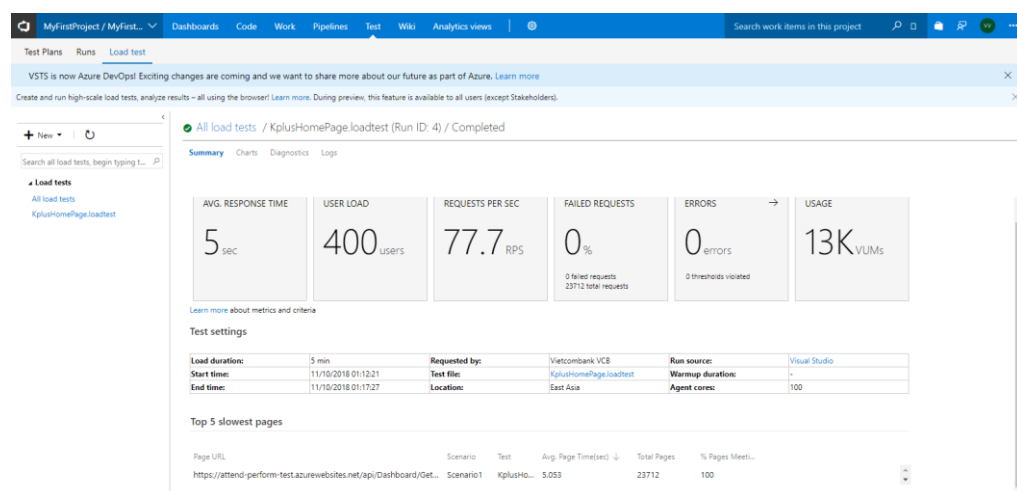 MyFirstProject / MyFirst... Dashboards Code Work Pipelines Test Wiki Analytics views Search work items in this project VV ...
Test Plans Runs Load test
VSTS is now Azure DevOps! Exciting changes are coming and we want to share more about our future as part of Azure. Learn more
Create and run high-scale load tests, analyze results – all using the browser! Learn more. During preview, this feature is available to all users (except Stakeholders).
New
Search all load tests, begin typing t...
Load tests
All load tests
KplusHomePage.loadtest
All load tests / KplusHomePage.loadtest (Run ID: 4) / Completed
Summary Charts Diagnostics Logs
AVG. RESPONSE TIME USER LOAD REQUESTS PER SEC FAILED REQUESTS ERRORS → USAGE
5 sec 400 users 77.7 RPS 0 % 0 errors 13K VUMs
0 failed requests 0 thresholds violated
23712 total requests
Learn more about metrics and criteria
Test settings
Load duration: 5 min Requested by: Vietcombank VCB Run source: Visual Studio
Start time: 11/10/2018 01:12:21 Test file: KplusHomePage.loadtest Warmup duration: -
End time: 11/10/2018 01:17:27 Location: East Asia Agent cores: 100
Top 5 slowest pages
Page URL Scenario Test Avg. Page Time(sec) ↓ Total Pages % Pages Meeti...
https://attend-perform-test.azurewebsites.net/api/Dashboard/Get... Scenario1 KplusHo... 5.053 23712 100